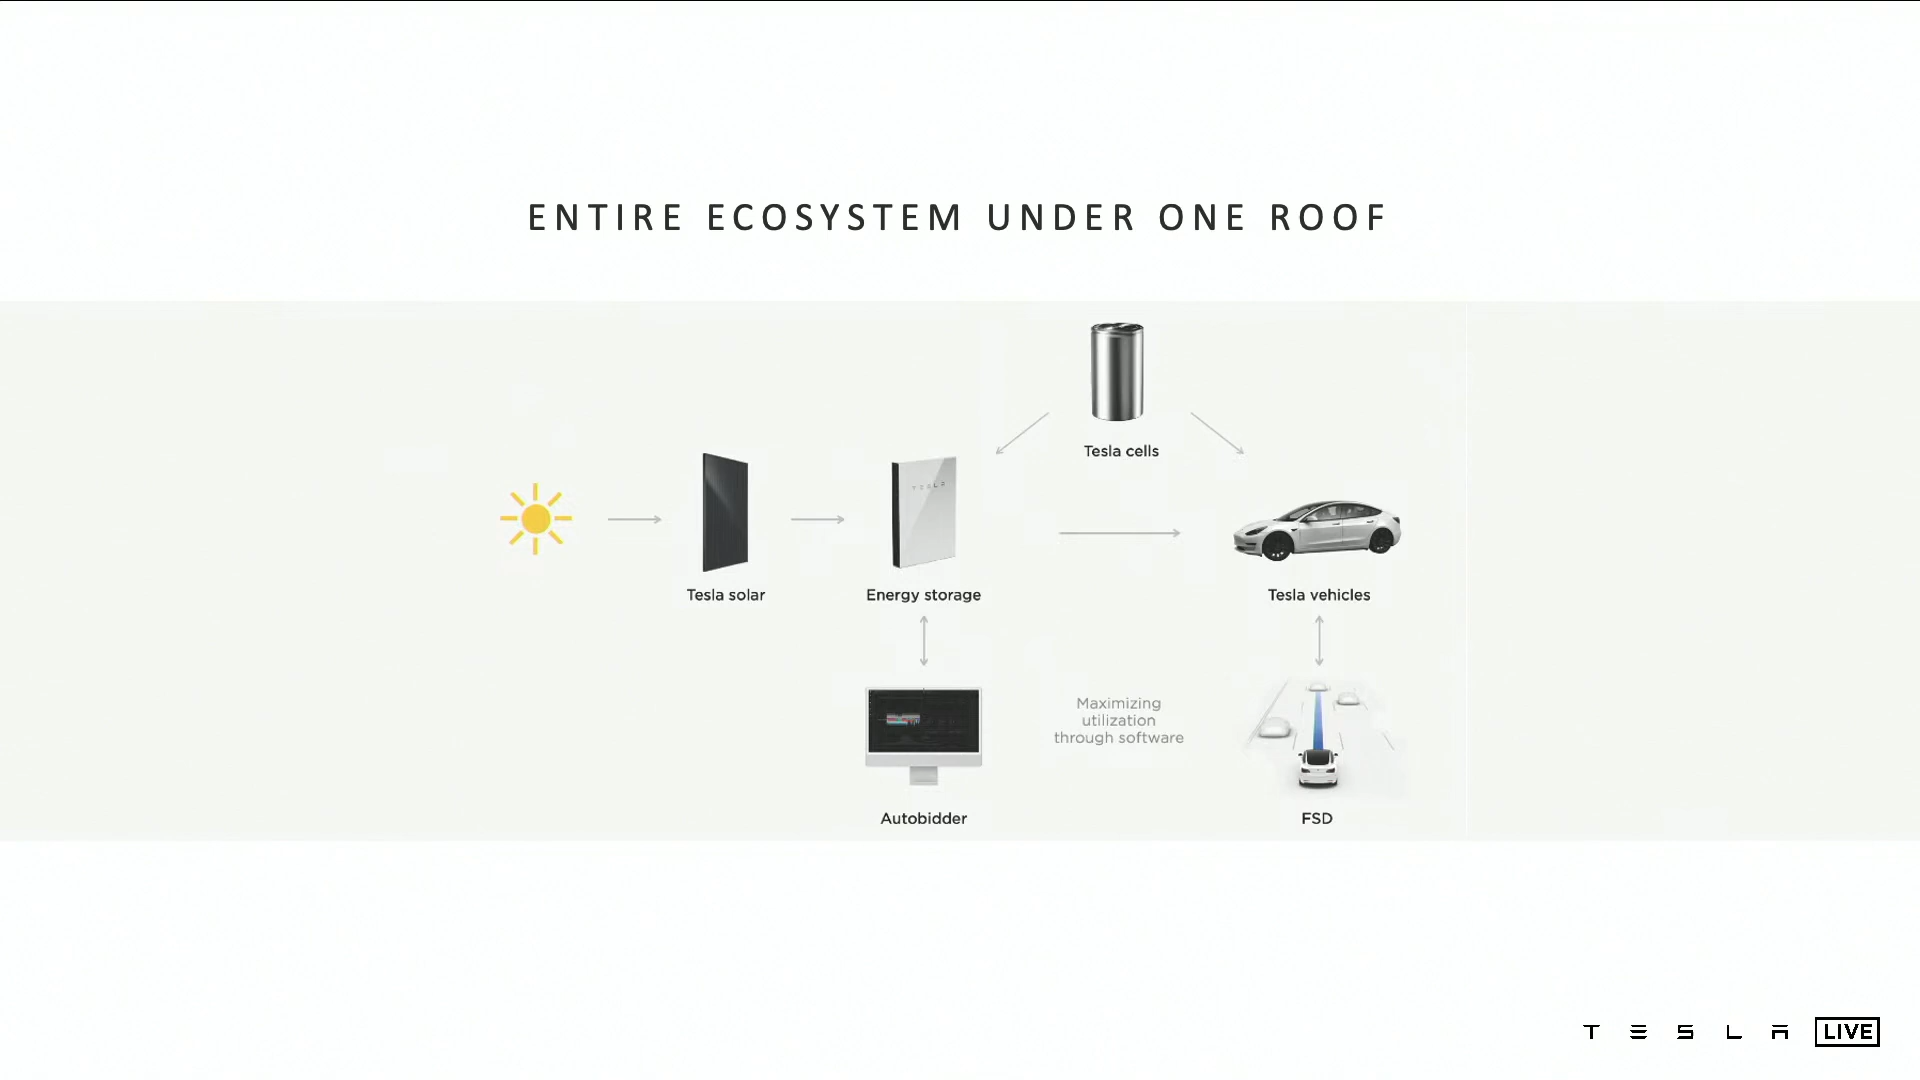 ENTIRE ECOSYSTEM UNDER ONE ROOF
Tesla cells
TESLA
Tesla solar
Energy storage
Tesla vehicles
Maximizing
utilization
through software
Autobidder
FSD
TESLA LIVE